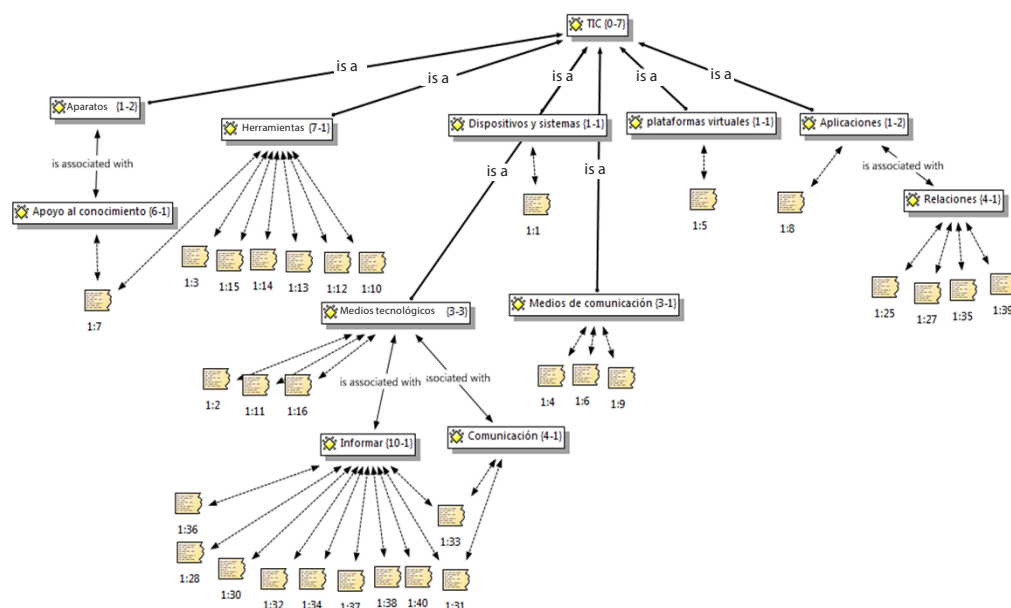 TIC {0-7}
is a
is a
is a
is a
is a
Aparatos {1-2}
Herramientas {7-1}
Dispositivos y sistemas {1-1}
plataformas virtuales {1-1}
Aplicaciones {1-2}
is associated with
is a
is a
is associated with
Apoyo al conocimiento {6-1}
Relaciones {4-1}
1:1
1:5
1:8
1:3
1:15
1:14
1:13
1:12
1:10
1:7
1:25
1:27
1:35
1:39
Medios tecnológicos {3-3}
Medios de comunicación {3-1}
1:2
1:11
1:16
is associated with
isociated with
1:4
1:6
1:9
Informar {10-1}
Comunicación {4-1}
1:36
1:33
1:28
1:30
1:32
1:34
1:37
1:38
1:40
1:31